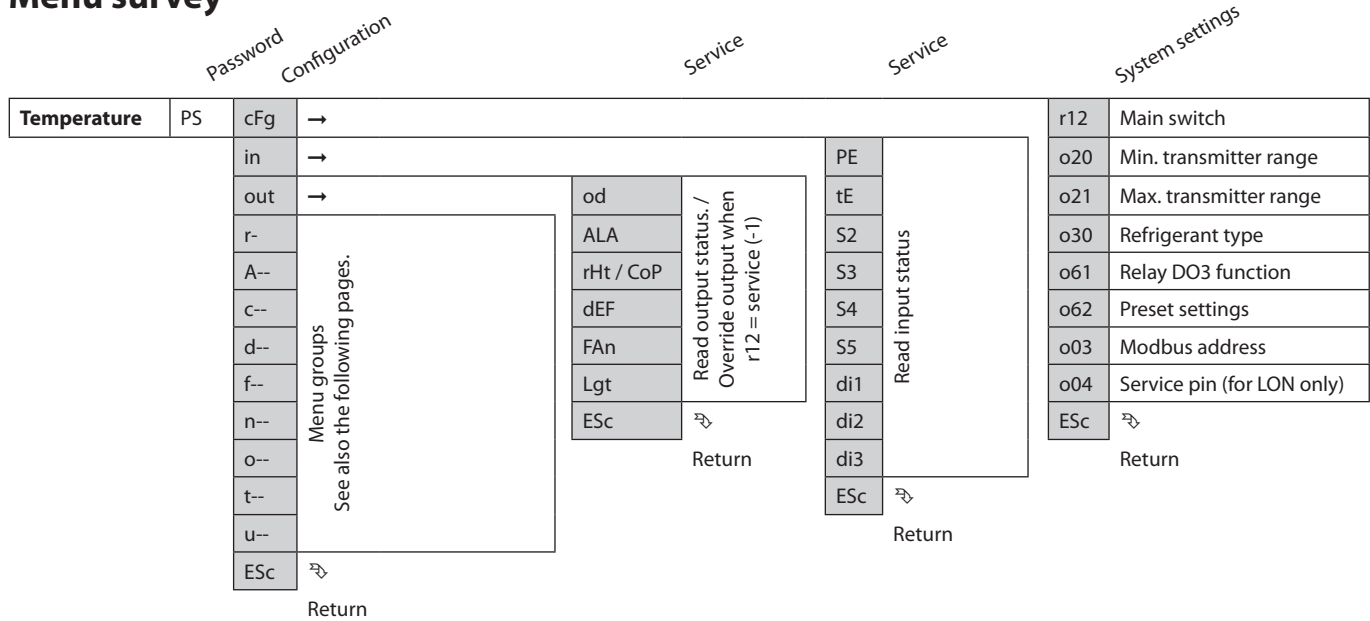 Menu survey
Password
Configuration
Service
Service
System settings
Temperature PS cFg → r12 Main switch
in → PE o20 Min. transmitter range
out → od tE o21 Max. transmitter range
r- ALA S2 o30 Refrigerant type
A-- rHt / CoP S3 o61 Relay DO3 function
c-- dEF S4 o62 Preset settings
d-- FAn S5 o03 Modbus address
f-- Lgt di1 o04 Service pin (for LON only)
n-- ESc di2 ESc
o-- Return di3 Return
t-- ESc
u-- Return
ESc
Return
Menu groups
See also the following pages.
Read output status. /
Override output when
r12 = service (-1)
Read input status